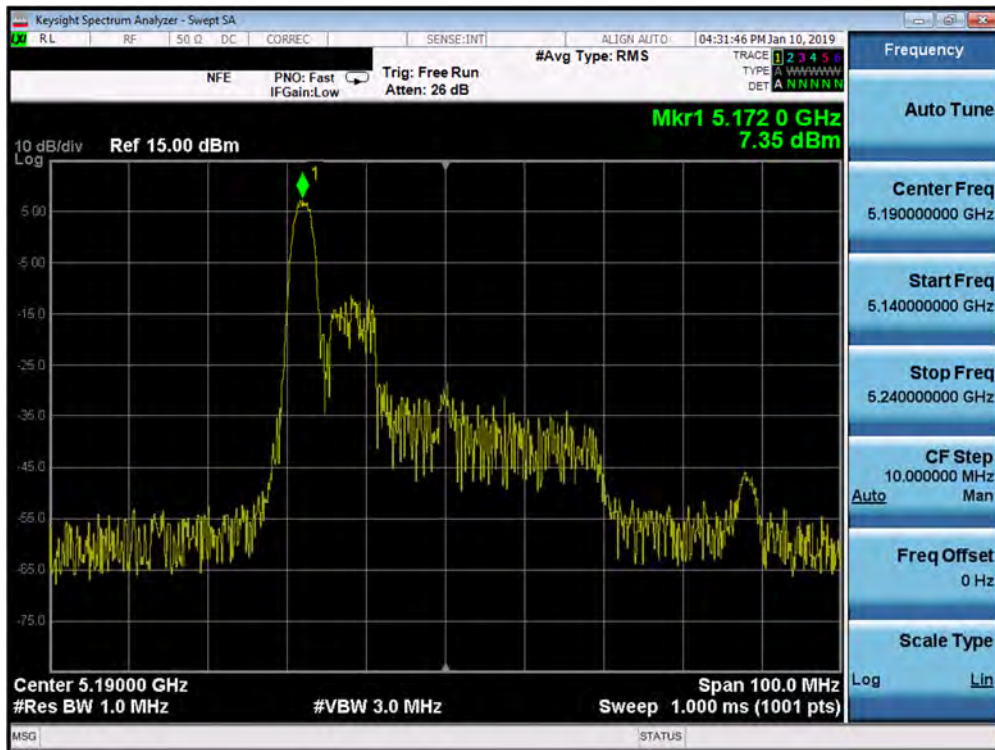 Keysight Spectrum Analyzer - Swept SA
RL RF 50 Ω DC CORREC SENSE:INT ALIGN AUTO 04:31:46 PM Jan 10, 2019
NFE PNO: Fast Trig: Free Run #Avg Type: RMS TRACE 1 2 3 4 5 6
IFGain:Low Atten: 26 dB TYPE A WWWWW
DET A N N N N N
Mkr1 5.172 0 GHz
7.35 dBm
10 dB/div Ref 15.00 dBm
Log
1
5.00
-5.00
-15.0
-25.0
-35.0
-45.0
-55.0
-65.0
-75.0
Center 5.19000 GHz Span 100.0 MHz
#Res BW 1.0 MHz #VBW 3.0 MHz Sweep 1.000 ms (1001 pts)
MSG STATUS
Frequency
Auto Tune
Center Freq
5.190000000 GHz
Start Freq
5.140000000 GHz
Stop Freq
5.240000000 GHz
CF Step
10.000000 MHz
Auto Man
Freq Offset
0 Hz
Scale Type
Log Lin